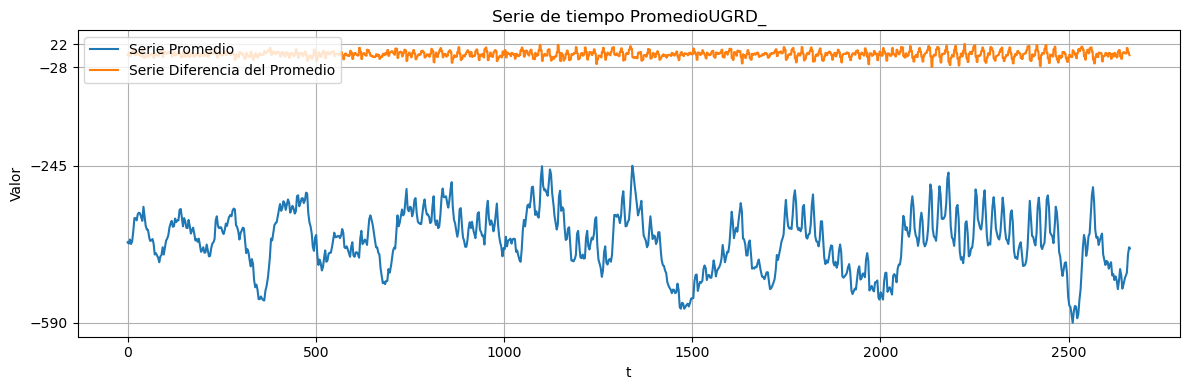 Serie de tiempo PromedioUGRD_
Serie Promedio
Serie Diferencia del Promedio
22
−28
−245
−590
Valor
0
500
1000
1500
2000
2500
t